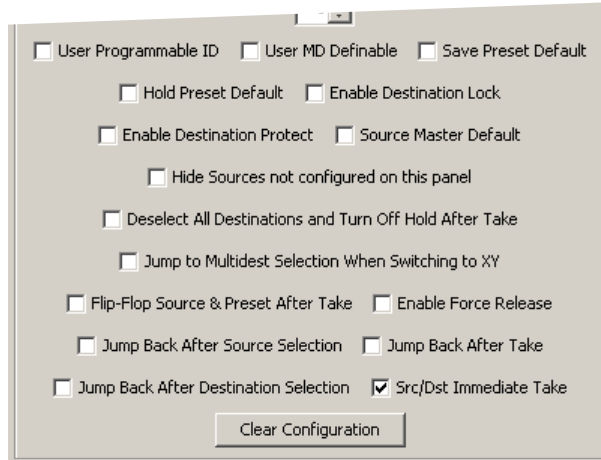 User Programmable ID User MD Definable Save Preset Default
Hold Preset Default Enable Destination Lock
Enable Destination Protect Source Master Default
Hide Sources not configured on this panel
Deselect All Destinations and Turn Off Hold After Take
Jump to Multidest Selection When Switching to XY
Flip-Flop Source & Preset After Take Enable Force Release
Jump Back After Source Selection Jump Back After Take
Jump Back After Destination Selection Src/Dst Immediate Take
Clear Configuration